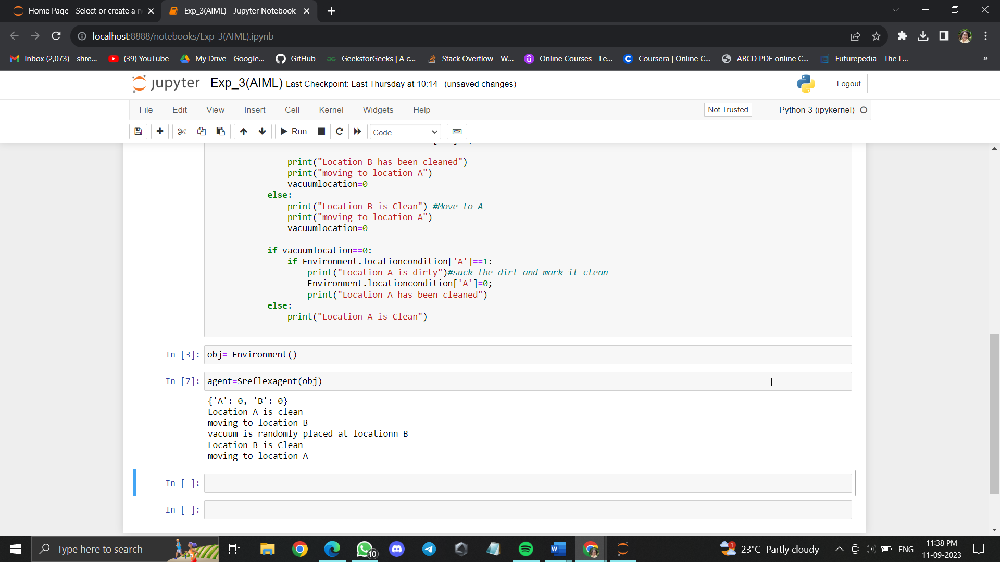 Home Page - Select or create a n
Exp_3(AIML) - Jupyter Notebook
localhost:8888/notebooks/Exp_3(AIML).ipynb
Inbox (2,073) - shre...
(39) YouTube
My Drive - Google...
GitHub
GeeksforGeeks | A c...
Stack Overflow - W...
Online Courses - Le...
Coursera | Online C...
ABCD PDF online C...
Futurepedia - The L...
»
jupyter Exp_3(AIML) Last Checkpoint: Last Thursday at 10:14 (unsaved changes)
Logout
File Edit View Insert Cell Kernel Widgets Help
Not Trusted
Python 3 (ipykernel)
Run
Code
print("Location B has been cleaned")
print("moving to location A")
vacuumlocation=0
else:
print("Location B is Clean") #Move to A
print("moving to location A")
vacuumlocation=0
if vacuumlocation==0:
if Environment.locationcondition['A']==1:
print("Location A is dirty")#suck the dirt and mark it clean
Environment.locationcondition['A']=0;
print("Location A has been cleaned")
else:
print("Location A is Clean")
In [3]: obj= Environment()
In [7]: agent=Sreflexagent(obj)
{'A': 0, 'B': 0}
Location A is clean
moving to location B
vacuum is randomly placed at locationn B
Location B is Clean
moving to location A
In [ ]:
In [ ]:
Type here to search
10
1
23°C Partly cloudy
ENG
11:38 PM
11-09-2023